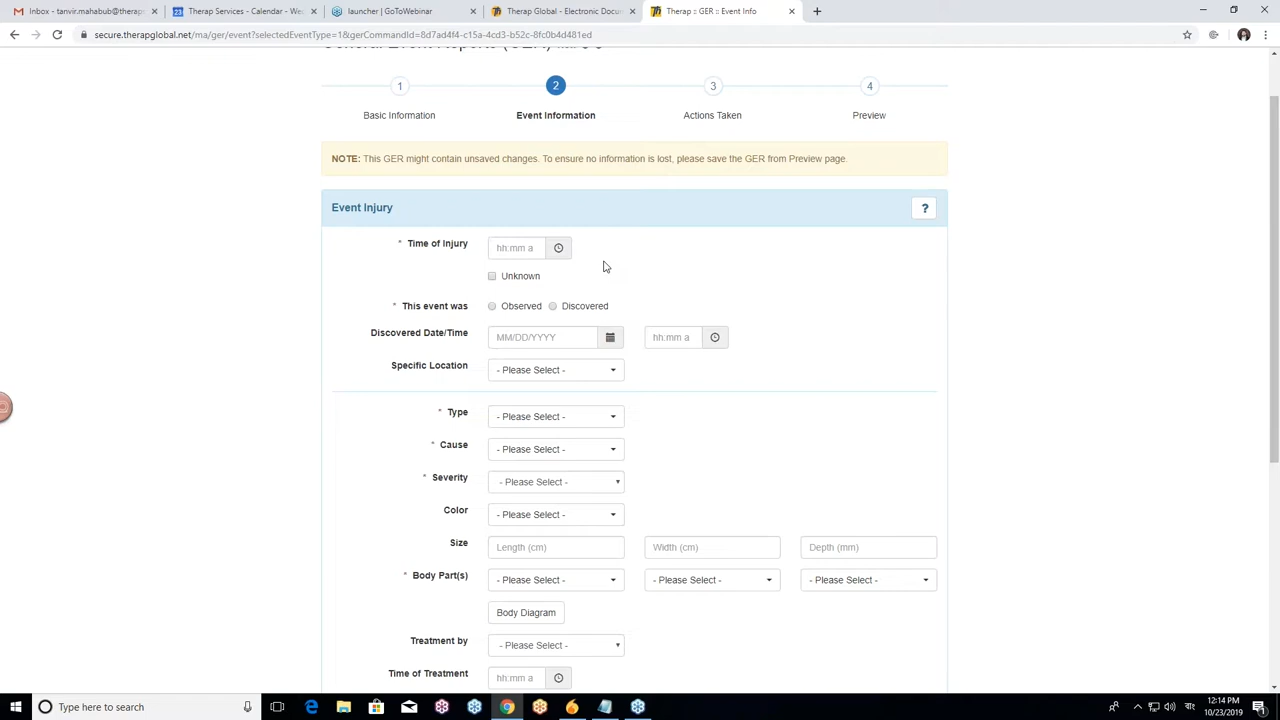 Inbox - tanvir.mahabub@therap
Therap Services - Calendar - We
launcher | GoToWebinar
Therap Global - Electronic Docum
Therap :: GER :: Event Info
secure.therapglobal.net/ma/ger/event?selectedEventType=1&gerCommandId=8d7ad4f4-c15a-4cd3-b52c-8fc0b4d481ed
General Event Reports (GER)
1
2
3
4
Basic Information
Event Information
Actions Taken
Preview
NOTE: This GER might contain unsaved changes. To ensure no information is lost, please save the GER from Preview page.
Event Injury
?
* Time of Injury hh:mm a
Unknown
* This event was Observed Discovered
Discovered Date/Time MM/DD/YYYY hh:mm a
Specific Location - Please Select -
* Type - Please Select -
* Cause - Please Select -
* Severity - Please Select -
Color - Please Select -
Size Length (cm) Width (cm) Depth (mm)
* Body Part(s) - Please Select - - Please Select - - Please Select -
Body Diagram
Treatment by - Please Select -
Time of Treatment hh:mm a
Type here to search
12:14 PM
10/23/2019